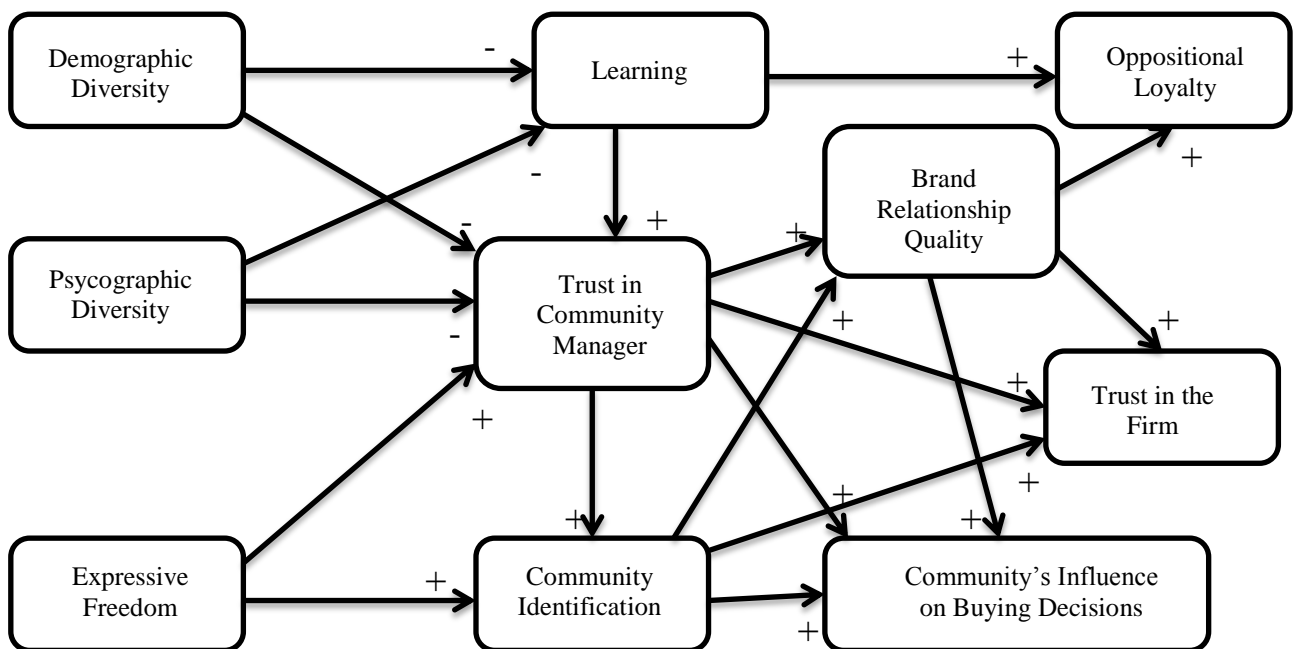 Demographic
Diversity
-
Learning
+
Oppositional
Loyalty
+
-
Brand
Relationship
Quality
-
+
+
Psycographic
Diversity
-
Trust in
Community
Manager
+
+
+
+
Trust in the
Firm
+
+
+
+
+
Expressive
Freedom
+
Community
Identification
+
Community’s Influence
on Buying Decisions